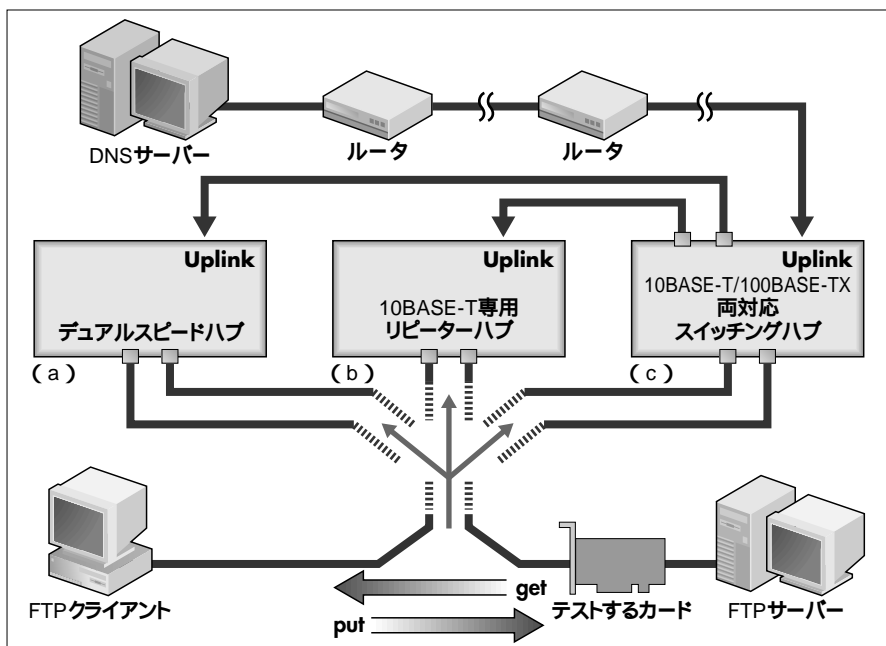 DNSサーバー
ルータ
ルータ
Uplink
デュアルスピードハブ
(a)
Uplink
10BASE-T専用
リピーターハブ
(b)
Uplink
10BASE-T/100BASE-TX
両対応
スイッチングハブ
(c)
FTPクライアント
get
put
テストするカード
FTPサーバー